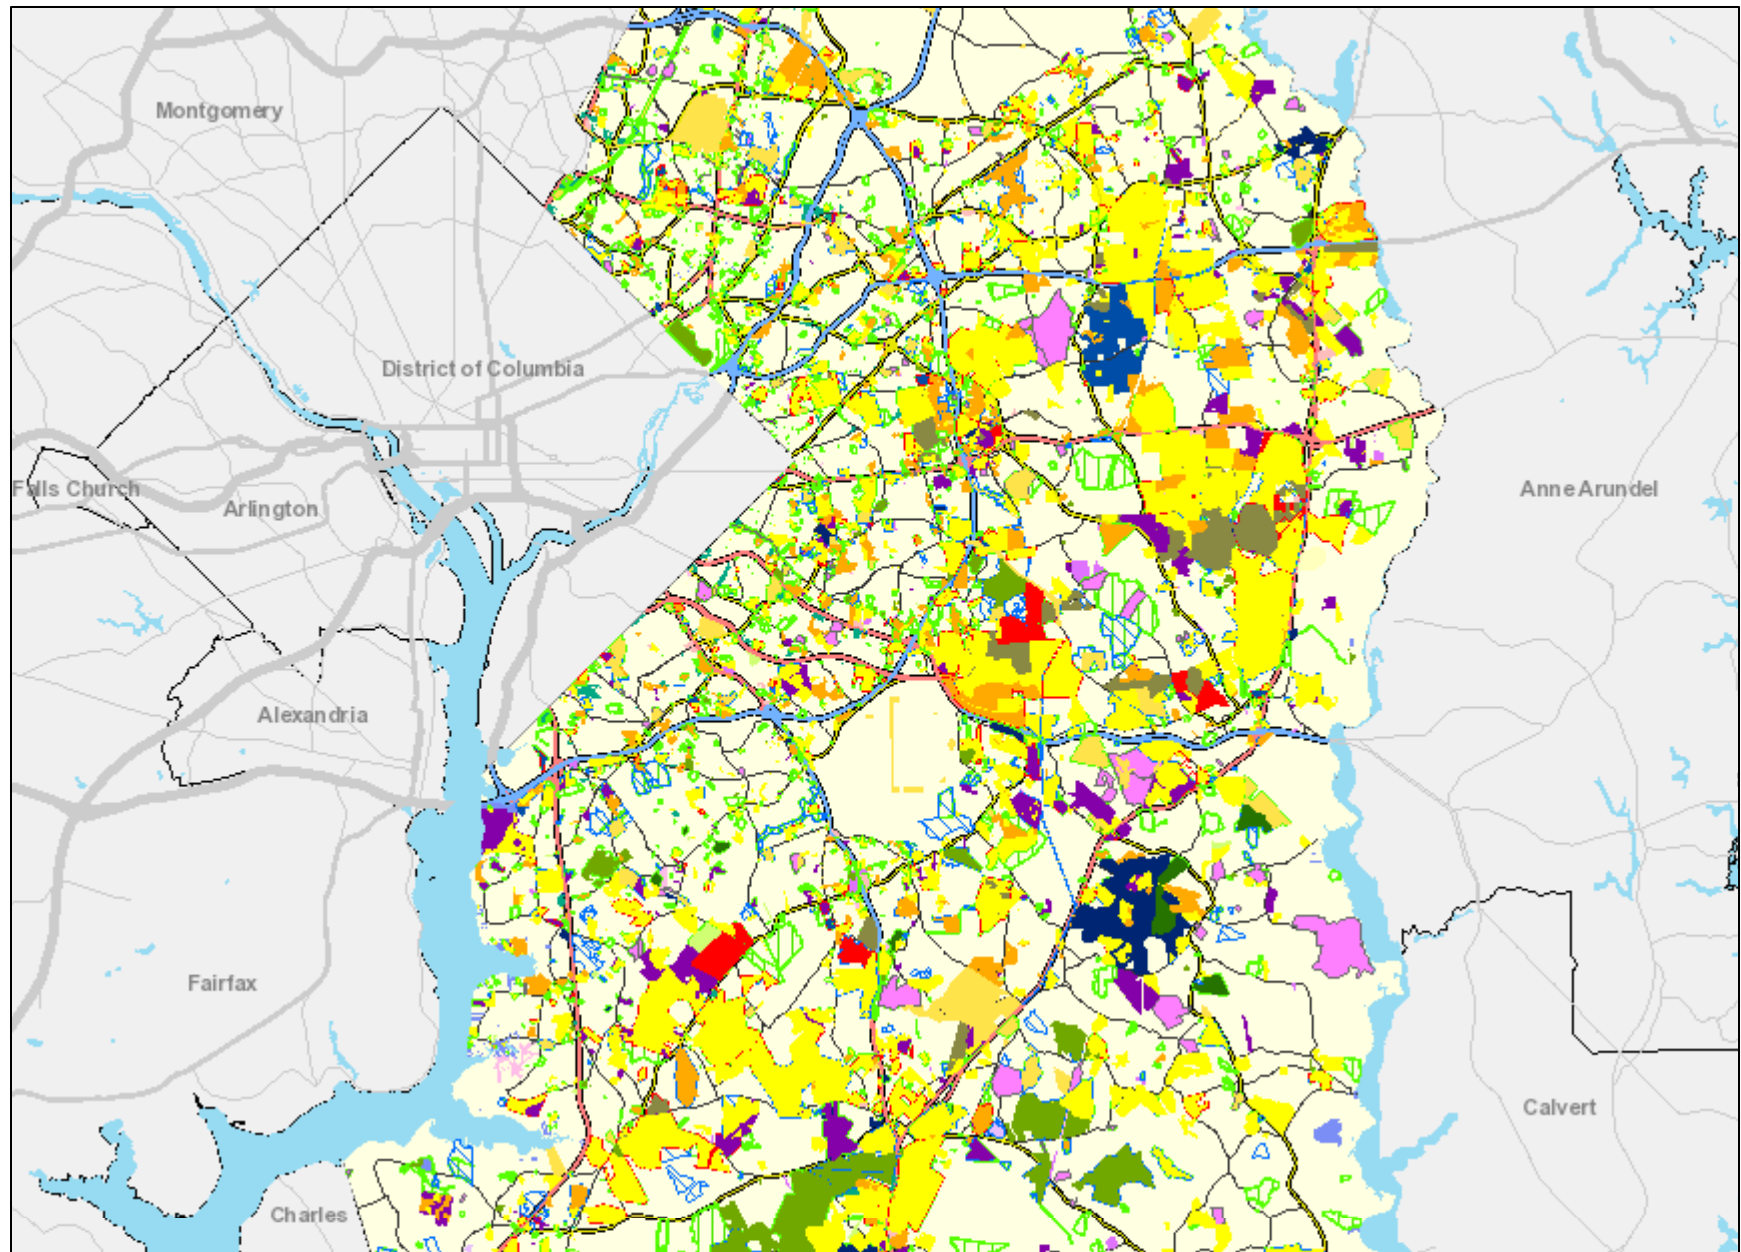 Montgomery
District of Columbia
Falls Church
Arlington
Anne Arundel
Alexandria
Fairfax
Calvert
Charles